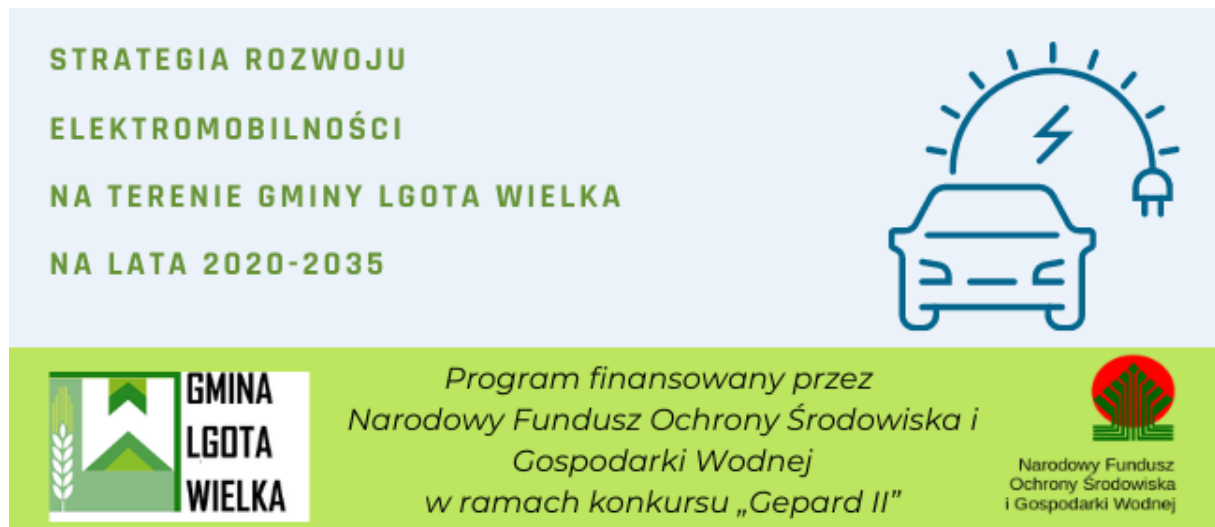 STRATEGIA ROZWOJU
ELEKTROMOBILNOŚCI
NA TERENIE GMINY LGOTA WIELKA
NA LATA 2020-2035
GMINA
LGOTA
WIELKA
Program finansowany przez
Narodowy Fundusz Ochrony Środowiska i
Gospodarki Wodnej
w ramach konkursu „Gepard II”
Narodowy Fundusz
Ochrony Środowiska
i Gospodarki Wodnej